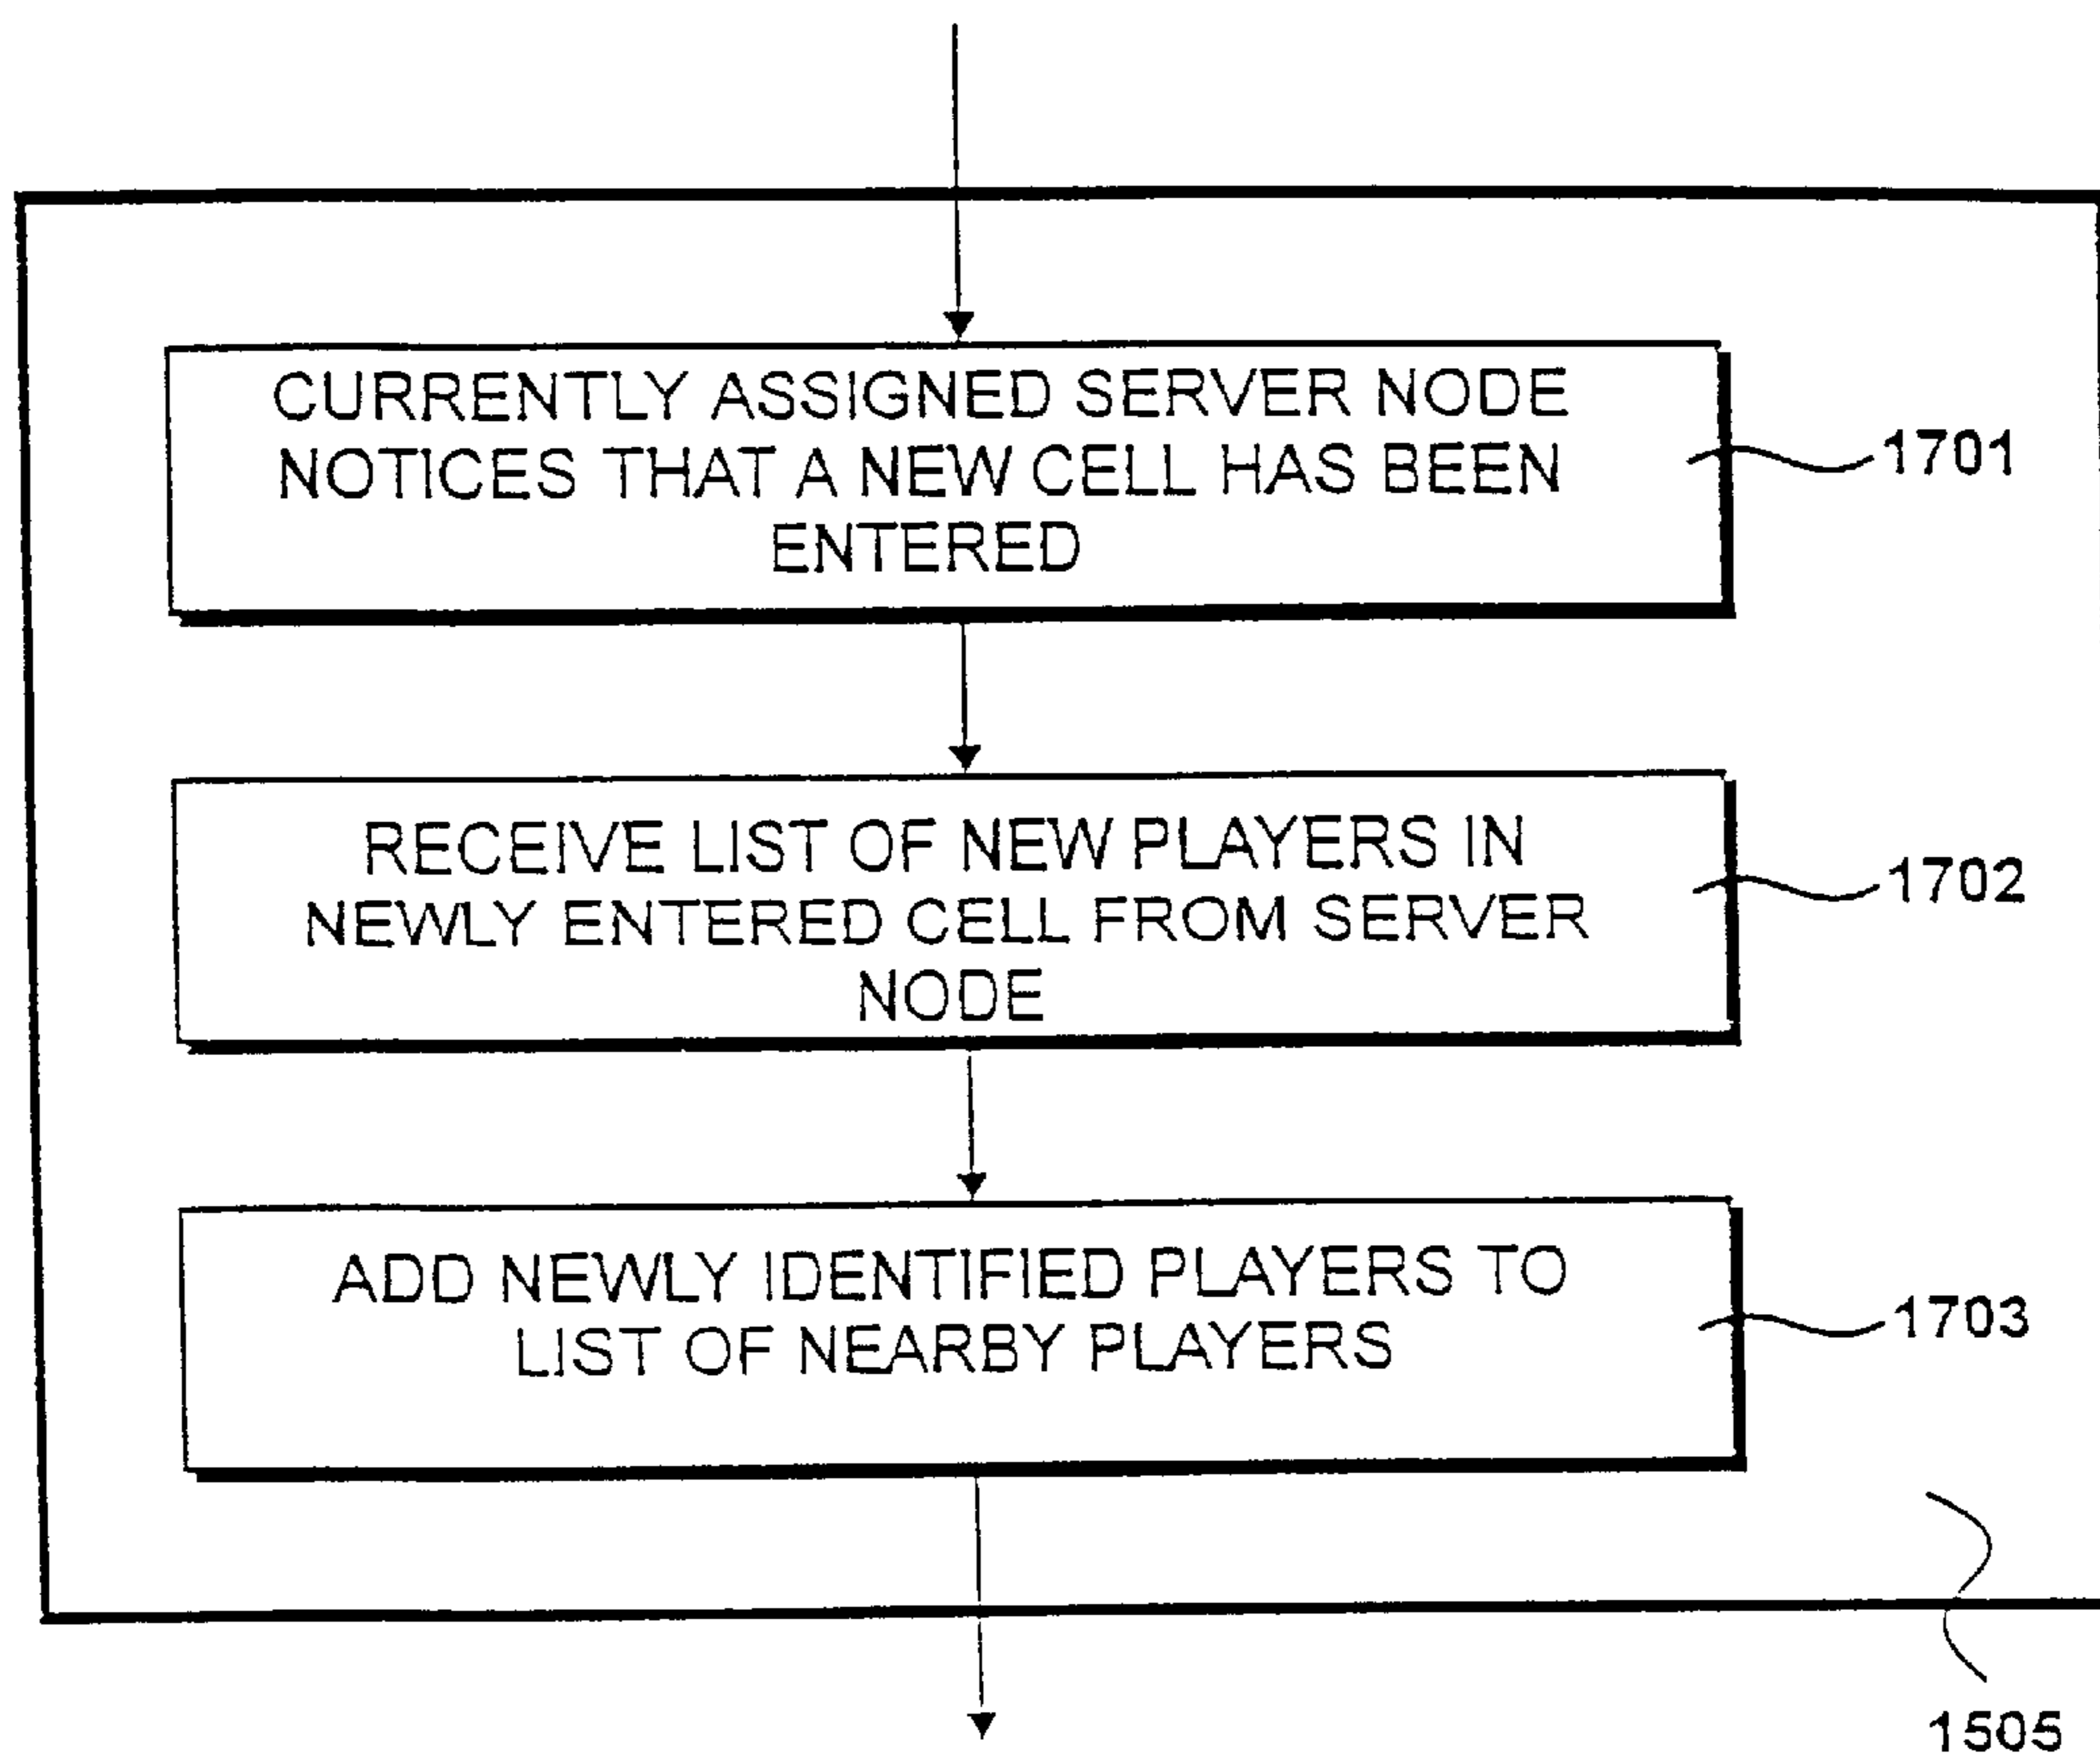 CURRENTLY ASSIGNED SERVER NODE
NOTICES THAT A NEW CELL HAS BEEN
ENTERED
1701
RECEIVE LIST OF NEW PLAYERS IN
NEWLY ENTERED CELL FROM SERVER
NODE
1702
ADD NEWLY IDENTIFIED PLAYERS TO
LIST OF NEARBY PLAYERS
1703
1505